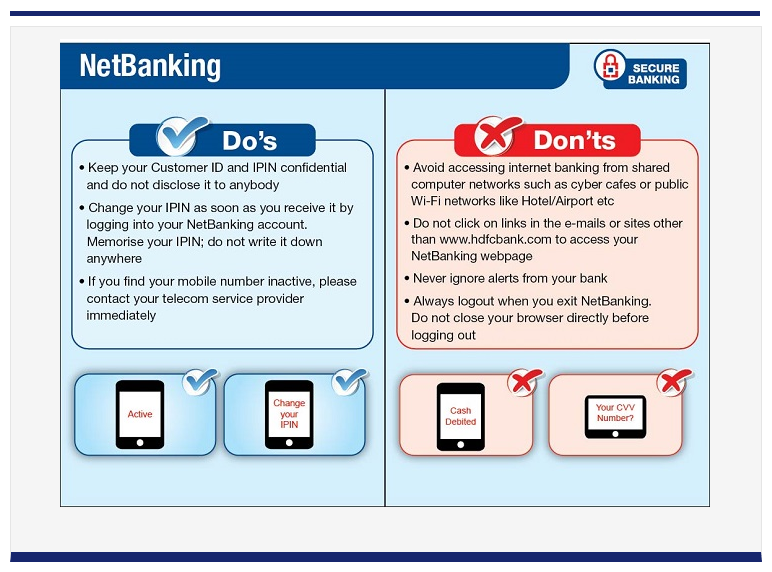 NetBanking
SECURE
BANKING
Do's
• Keep your Customer ID and IPIN confidential
and do not disclose it to anybody
• Change your IPIN as soon as you receive it by
logging into your NetBanking account.
Memorise your IPIN; do not write it down
anywhere
• If you find your mobile number inactive, please
contact your telecom service provider
immediately
Active
Change
your
IPIN
Don'ts
• Avoid accessing internet banking from shared
computer networks such as cyber cafes or public
Wi-Fi networks like Hotel/Airport etc
• Do not click on links in the e-mails or sites other
than www.hdfcbank.com to access your
NetBanking webpage
• Never ignore alerts from your bank
• Always logout when you exit NetBanking.
Do not close your browser directly before
logging out
Cash
Debited
Your CVV
Number?